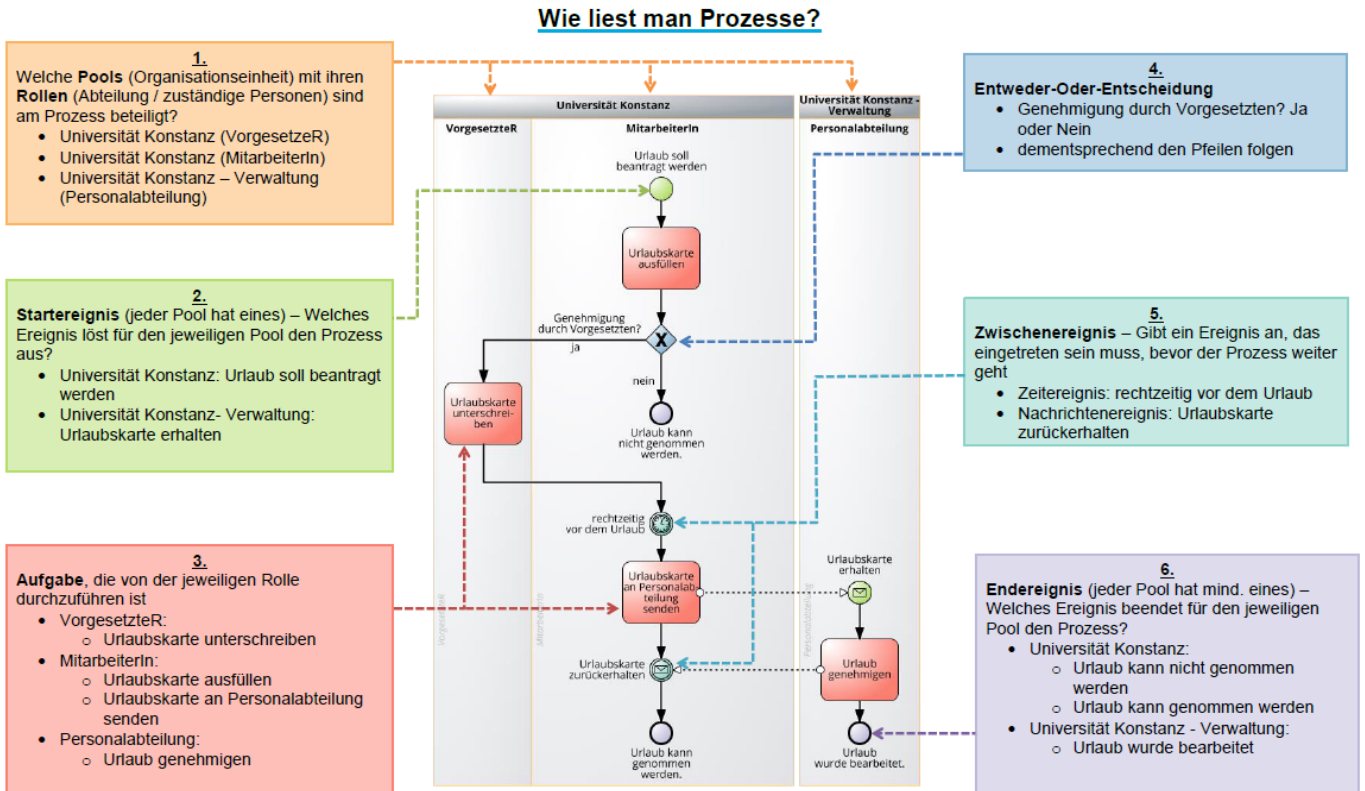 Wie liest man Prozesse?
1.
Welche Pools (Organisationseinheit) mit ihren
Rollen (Abteilung / zuständige Personen) sind
am Prozess beteiligt?
• Universität Konstanz (VorgesetzeR)
• Universität Konstanz (MitarbeiterIn)
• Universität Konstanz – Verwaltung
(Personalabteilung)
2.
Startereignis (jeder Pool hat eines) – Welches
Ereignis löst für den jeweiligen Pool den Prozess
aus?
• Universität Konstanz: Urlaub soll beantragt
werden
• Universität Konstanz- Verwaltung:
Urlaubskarte erhalten
3.
Aufgabe, die von der jeweiligen Rolle
durchzuführen ist
• VorgesetzteR:
o Urlaubskarte unterschreiben
• MitarbeiterIn:
o Urlaubskarte ausfüllen
o Urlaubskarte an Personalabteilung
senden
• Personalabteilung:
o Urlaub genehmigen
Universität Konstanz
VorgesetzteR
MitarbeiterIn
Universität Konstanz -
Verwaltung
Personalabteilung
Urlaub soll
beantragt werden
Urlaubskarte
ausfüllen
Genehmigung
durch Vorgesetzten?
X
ja
nein
Urlaubskarte
unterschrei-
ben
Urlaub kann
nicht genommen
werden.
rechtzeitig
vor dem Urlaub
Urlaubskarte
an Personalab-
teilung
senden
Urlaubskarte
erhalten
VorgesetzteR
MitarbeiterIn
Personalabteilung
Urlaubskarte
zurückerhalten
Urlaub
genehmigen
Urlaub kann
genommen
werden.
Urlaub
wurde bearbeitet.
4.
Entweder-Oder-Entscheidung
• Genehmigung durch Vorgesetzten? Ja
oder Nein
• dementsprechend den Pfeilen folgen
5.
Zwischenereignis – Gibt ein Ereignis an, das
eingetreten sein muss, bevor der Prozess weiter
geht
• Zeitereignis: rechtzeitig vor dem Urlaub
• Nachrichtenereignis: Urlaubskarte
zurückerhalten
6.
Endereignis (jeder Pool hat mind. eines) –
Welches Ereignis beendet für den jeweiligen
Pool den Prozess?
• Universität Konstanz:
o Urlaub kann nicht genommen
werden
o Urlaub kann genommen werden
• Universität Konstanz - Verwaltung:
o Urlaub wurde bearbeitet